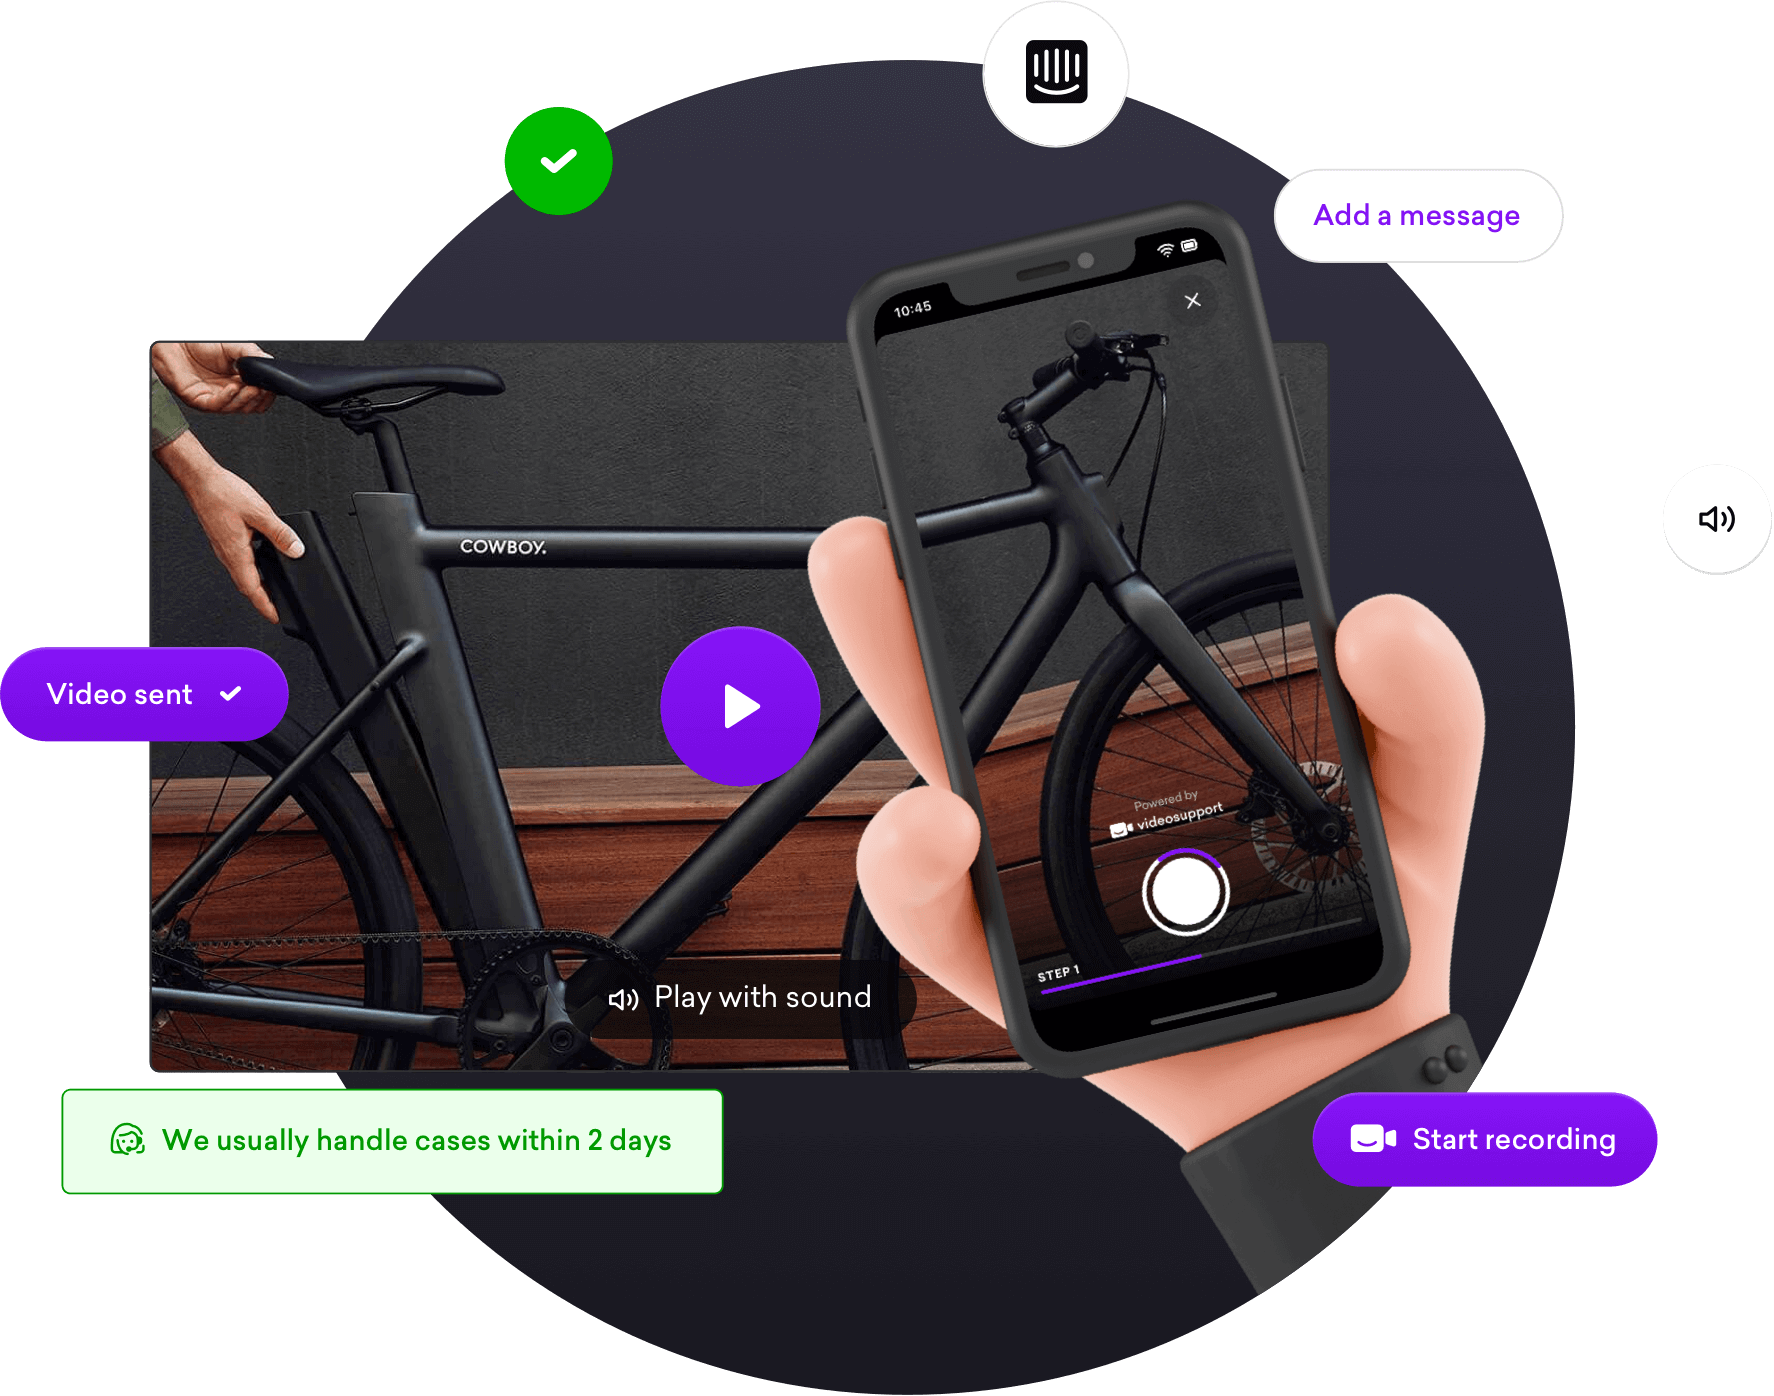 Add a message
10:45
COWBOY.
Video sent
Powered by
videosupport
STEP 1
Play with sound
We usually handle cases within 2 days
Start recording